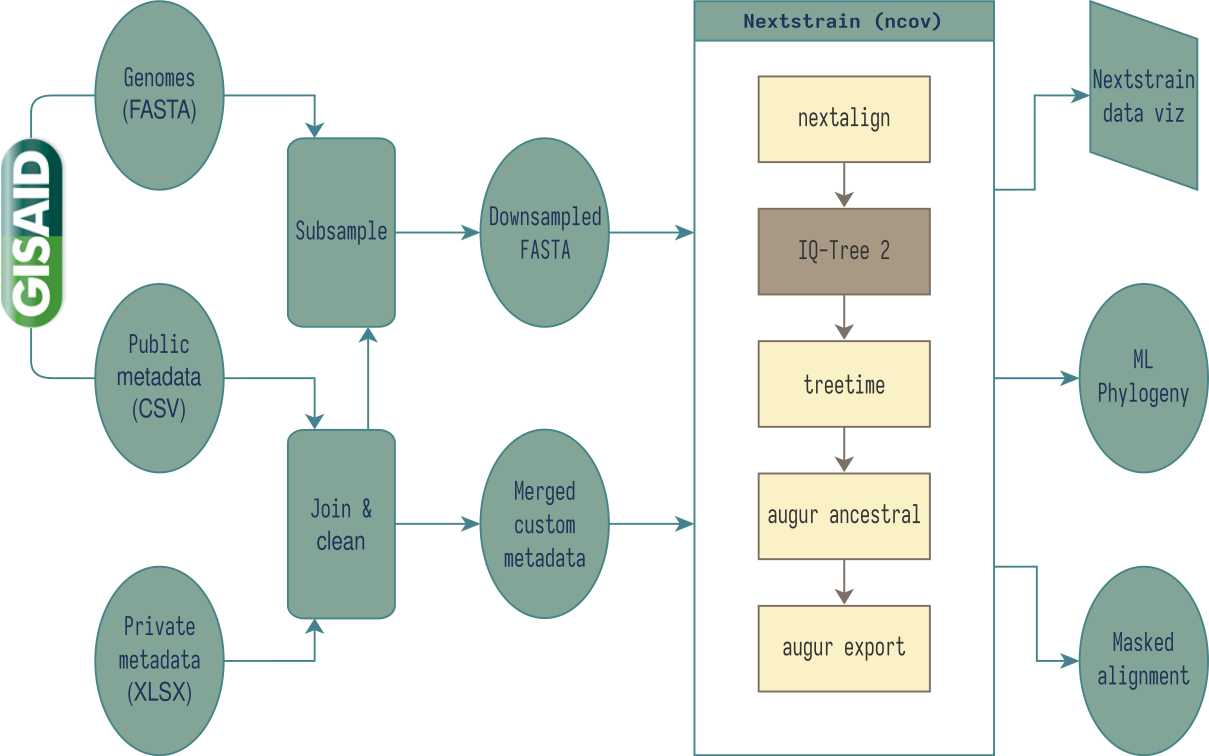 GISAID
Genomes
(FASTA)
Public
metadata
(CSV)
Private
metadata
(XLSX)
Subsample
Join &
clean
Downsampled
FASTA
Merged
custom
metadata
Nextstrain (ncov)
nextalign
IQ-Tree 2
treetime
augur ancestral
augur export
Nextstrain
data viz
ML
Phylogeny
Masked
alignment